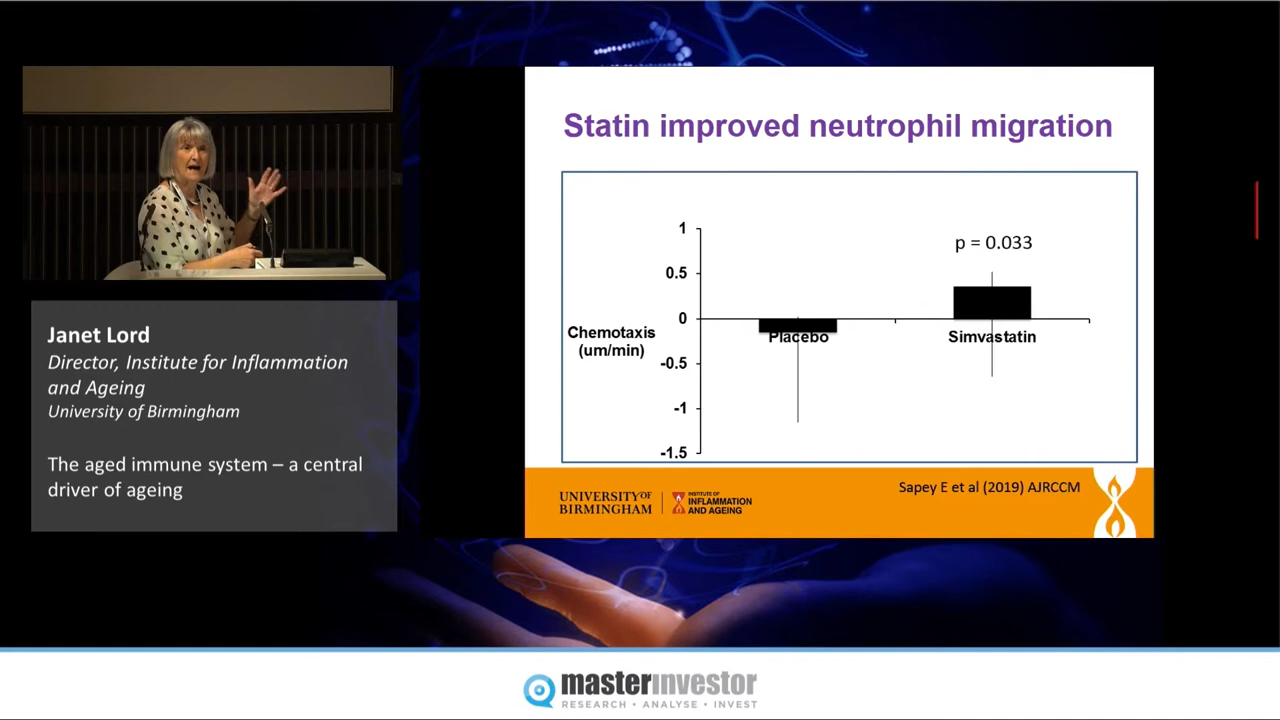 Statin improved neutrophil migration
1
p = 0.033
0.5
0
Chemotaxis
(um/min)
Placebo
Simvastatin
-0.5
-1
-1.5
Sapey E et al (2019) AJRCCM
UNIVERSITY OF
BIRMINGHAM
INSTITUTE OF
INFLAMMATION
AND AGEING
Janet Lord
Director, Institute for Inflammation
and Ageing
University of Birmingham
The aged immune system – a central
driver of ageing
masterinvestor
RESEARCH • ANALYSE • INVEST